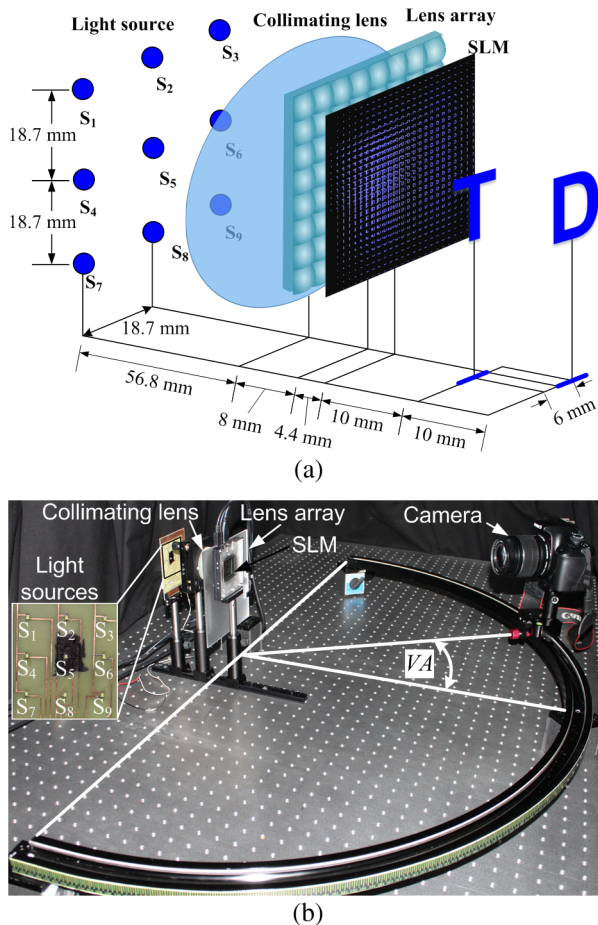 Light source
Collimating lens
Lens array
SLM
S3
S2
S1
18.7 mm
S6
S5
S4
18.7 mm
S9
S8
S7
T
D
18.7 mm
56.8 mm
8 mm
4.4 mm
10 mm
10 mm
6 mm
(a)
Collimating lens
Lens array
SLM
Camera
Light
sources
S1 S2 S3
S4 S5 S6
S7 S8 S9
VA
(b)